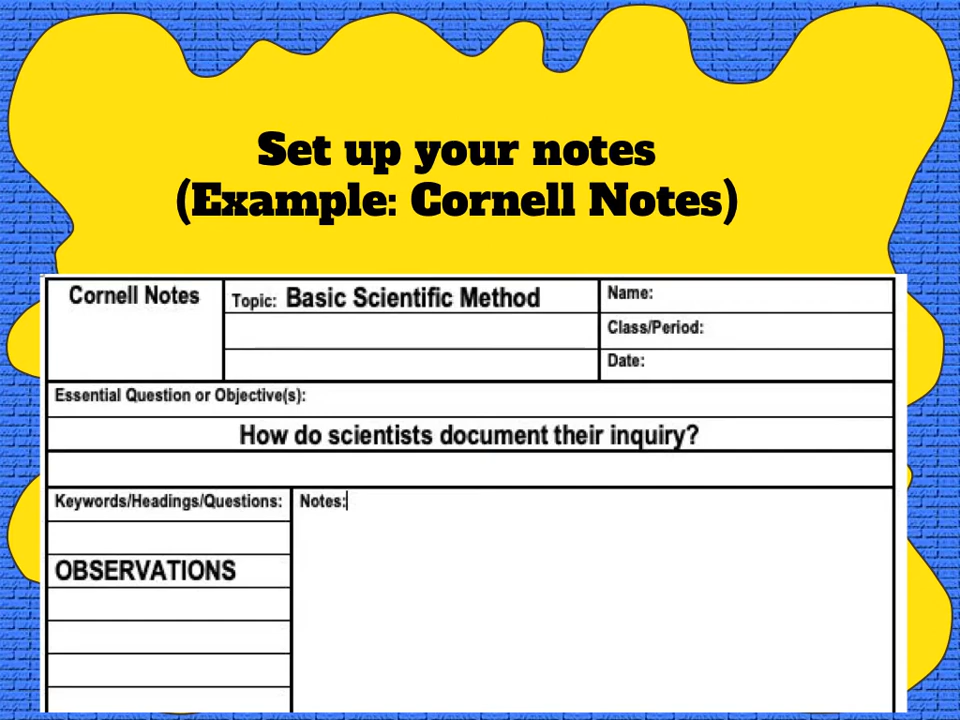 Set up your notes
(Example: Cornell Notes)
Cornell Notes
Topic: Basic Scientific Method
Name:
Class/Period:
Date:
Essential Question or Objective(s):
How do scientists document their inquiry?
Keywords/Headings/Questions:
Notes:
OBSERVATIONS